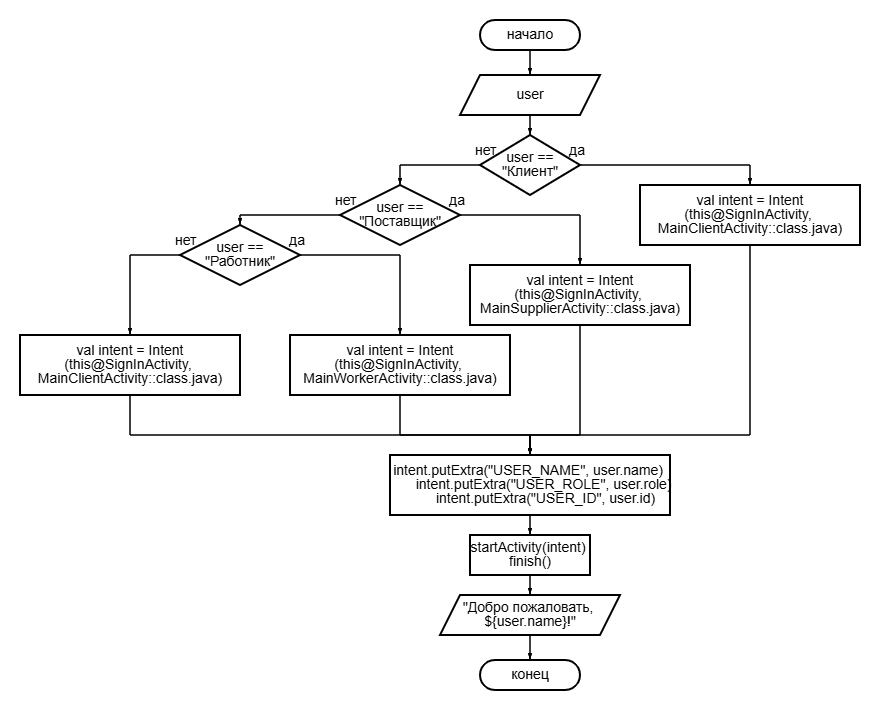 начало
user
нет
да
user ==
"Клиент"
val intent = Intent
(this@SignInActivity,
MainClientActivity::class.java)
нет
да
user ==
"Поставщик"
нет
да
user ==
"Работник"
val intent = Intent
(this@SignInActivity,
MainSupplierActivity::class.java)
val intent = Intent
(this@SignInActivity,
MainClientActivity::class.java)
val intent = Intent
(this@SignInActivity,
MainWorkerActivity::class.java)
intent.putExtra("USER_NAME", user.name)
intent.putExtra("USER_ROLE", user.role)
intent.putExtra("USER_ID", user.id)
startActivity(intent)
finish()
"Добро пожаловать,
${user.name}!"
конец